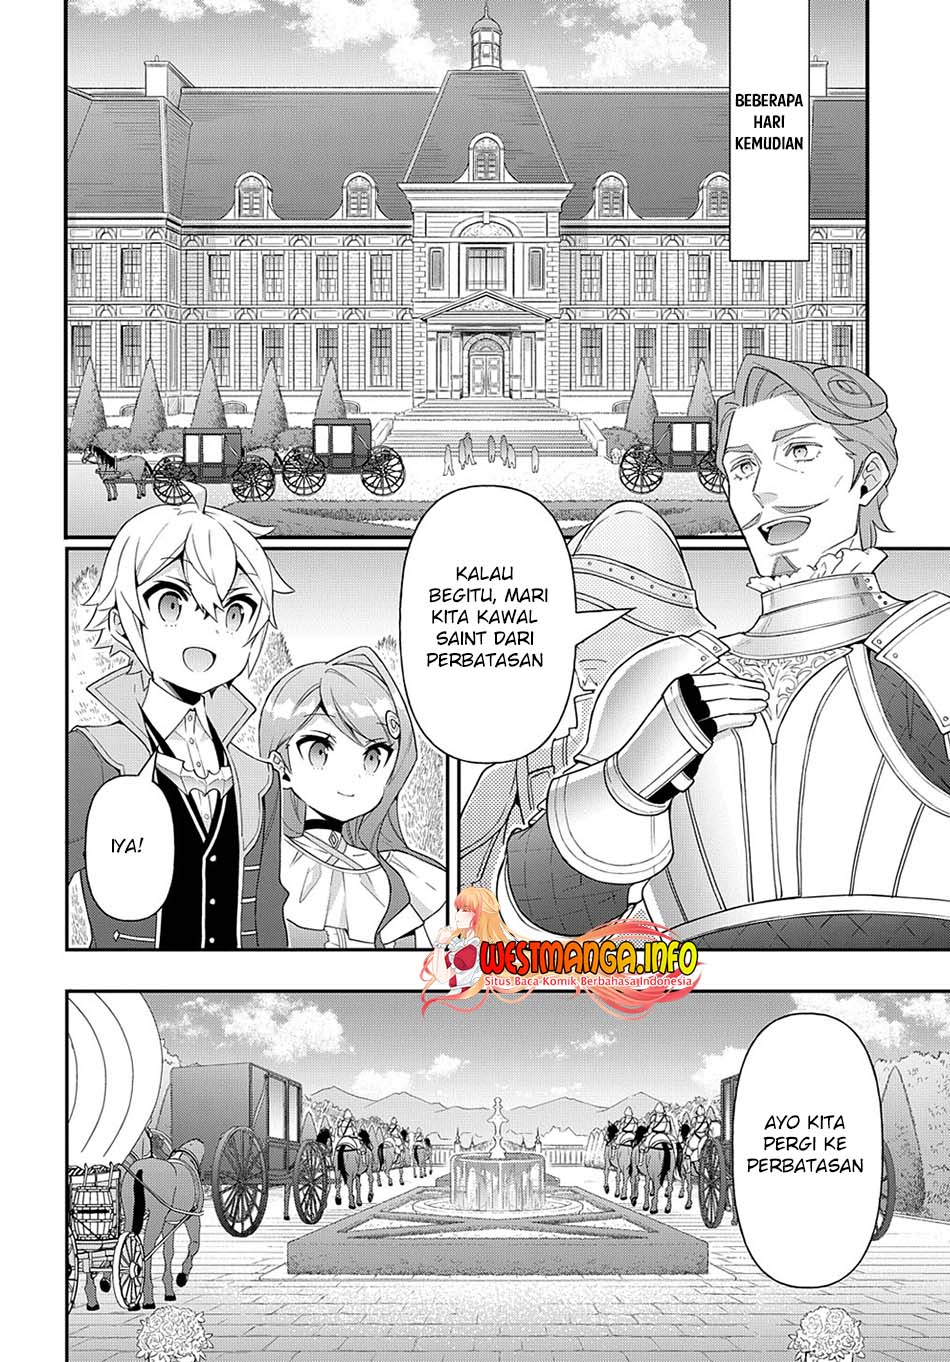 BEBERAPA
HARI
KEMUDIAN
KALAU
BEGITU, MARI
KITA KAWAL
SAINT DARI
PERBATASAN
IYA!
WESTMANGA.INFO
Situs Baca Komik Berbahasa Indonesia
AYO KITA
PERGI KE
PERBATASAN